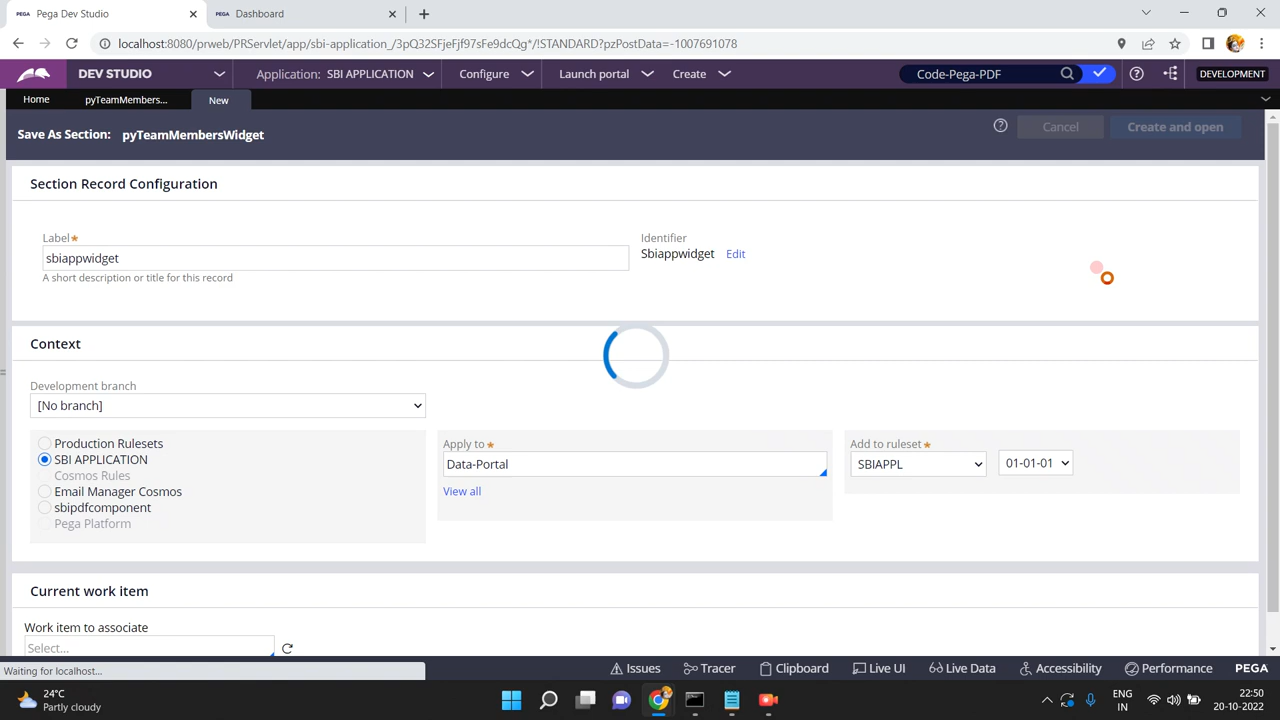 PEGA Pega Dev Studio
PEGA Dashboard
localhost:8080/prweb/PRServlet/app/sbi-application_/3pQ32SFjeFjf97sFe9dcQg*/!STANDARD?pzPostData=-1007691078
DEV STUDIO
Application: SBI APPLICATION
Configure
Launch portal
Create
Code-Pega-PDF
DEVELOPMENT
Home
pyTeamMembers...
New
Save As Section: pyTeamMembersWidget
Cancel
Create and open
Section Record Configuration
Label*
sbiappwidget
A short description or title for this record
Identifier
Sbiappwidget Edit
Context
Development branch
[No branch]
Production Rulesets
SBI APPLICATION
Cosmos Rules
Email Manager Cosmos
sbipdfcomponent
Pega Platform
Apply to*
Data-Portal
View all
Add to ruleset*
SBIAPPL 01-01-01
Current work item
Work item to associate
Select...
Waiting for localhost...
Issues
Tracer
Clipboard
Live UI
Live Data
Accessibility
Performance
PEGA
24°C
Partly cloudy
ENG
IN
22:50
20-10-2022